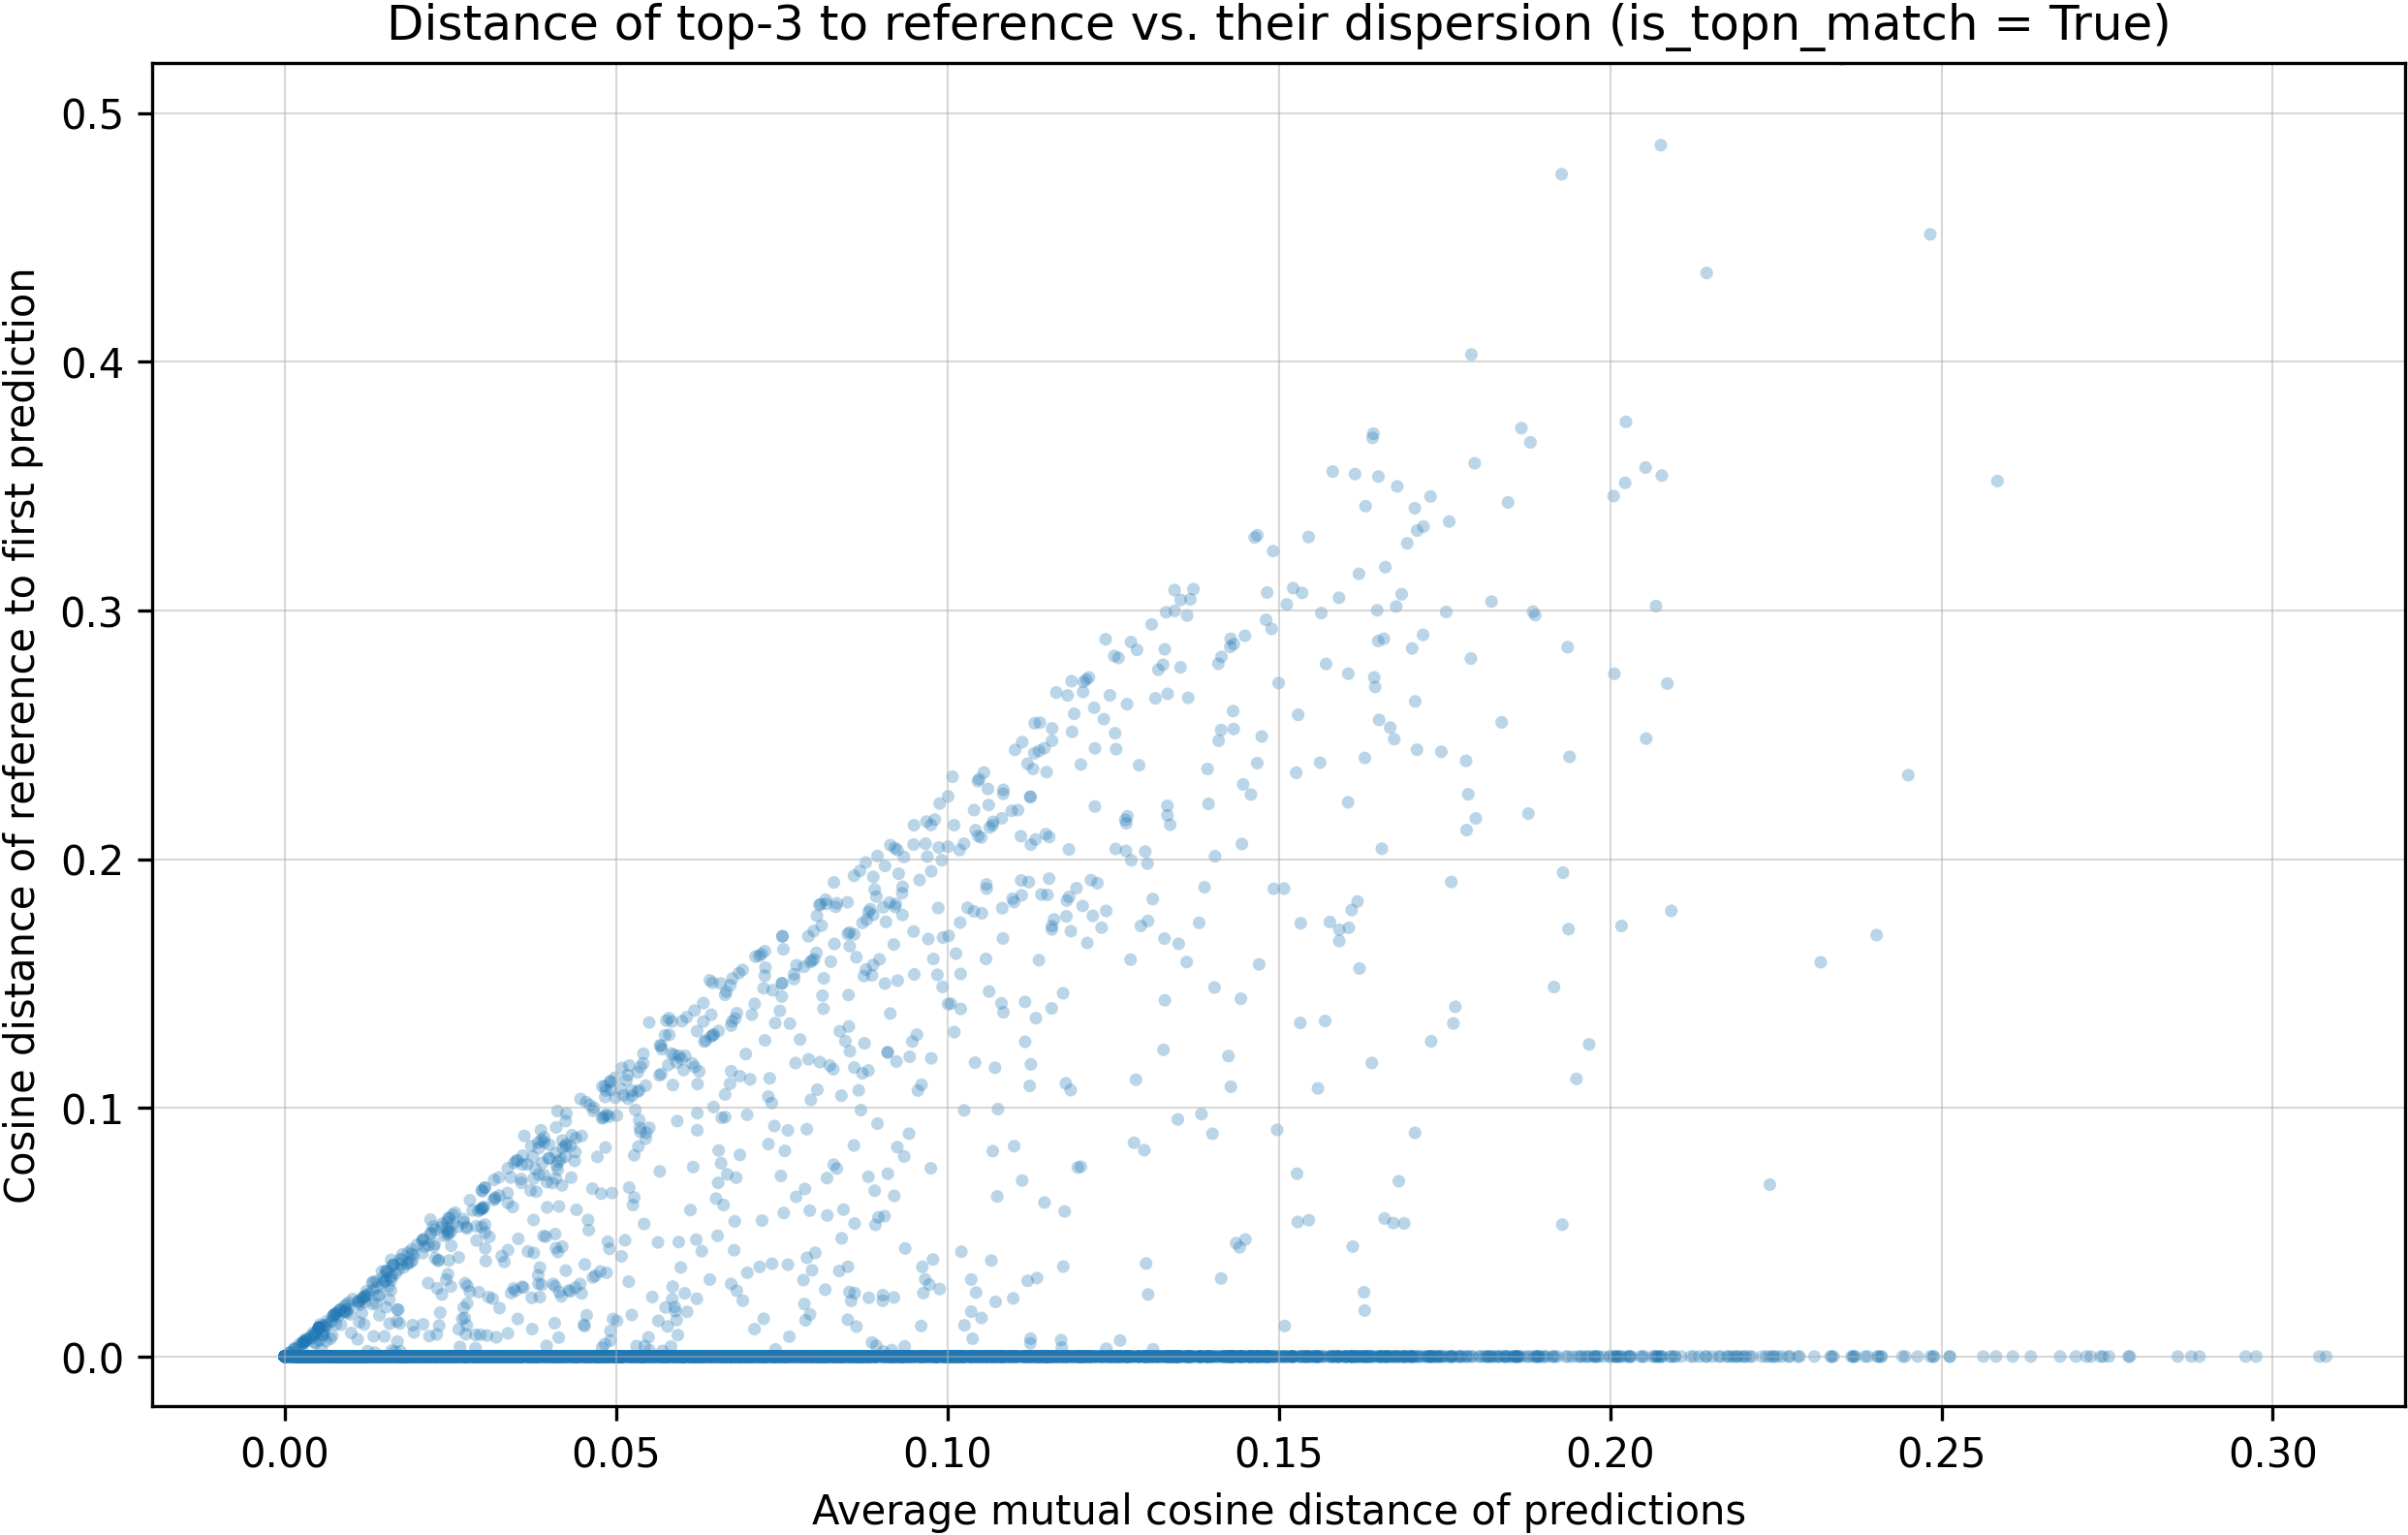 Distance of top-3 to reference vs. their dispersion (is_topn_match = True)
Cosine distance of reference to first prediction
0.5
0.4
0.3
0.2
0.1
0.0
0.00 0.05 0.10 0.15 0.20 0.25 0.30
Average mutual cosine distance of predictions